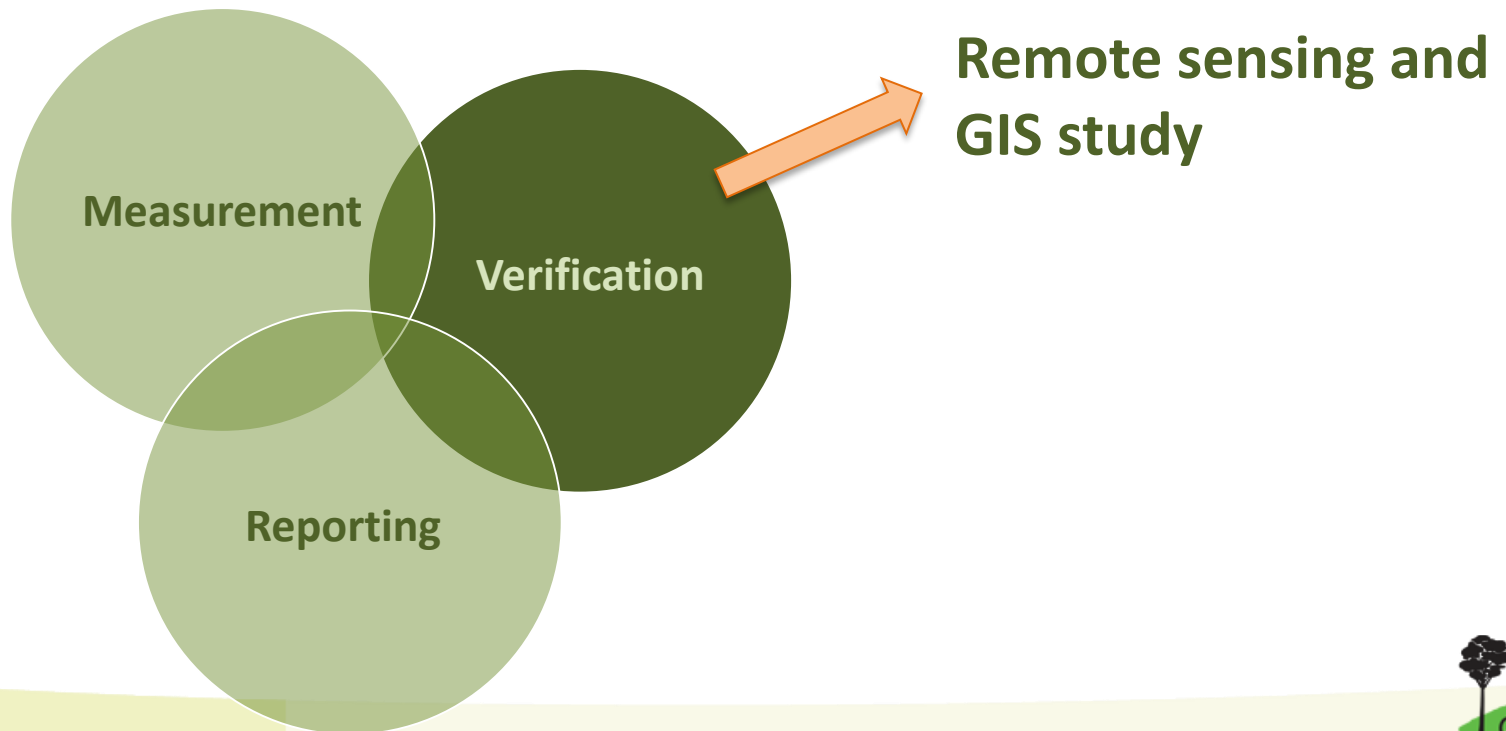 Remote sensing and
GIS study
Measurement
Verification
Reporting